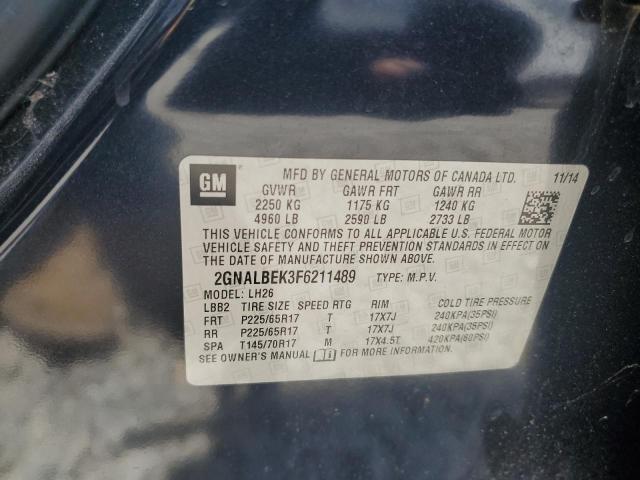 GM
MFD BY GENERAL MOTORS OF CANADA LTD. 11/14
GVWR GAWR FRT GAWR RR
2250 KG 1175 KG 1240 KG
4960 LB 2590 LB 2733 LB
THIS VEHICLE CONFORMS TO ALL APPLICABLE U.S. FEDERAL MOTOR
VEHICLE SAFETY AND THEFT PREVENTION STANDARDS IN EFFECT ON
THE DATE OF MANUFACTURE SHOWN ABOVE.
2GNALBEK3F6211489 TYPE: M.P.V.
MODEL: LH26
LBB2 TIRE SIZE SPEED RTG RIM COLD TIRE PRESSURE
FRT P225/65R17 T 17X7J 240KPA(35PSI)
RR P225/65R17 T 17X7J 240KPA(35PSI)
SPA T145/70R17 M 17X4.5T 420KPA(60PSI)
SEE OWNER'S MANUAL FOR MORE INFORMATION.